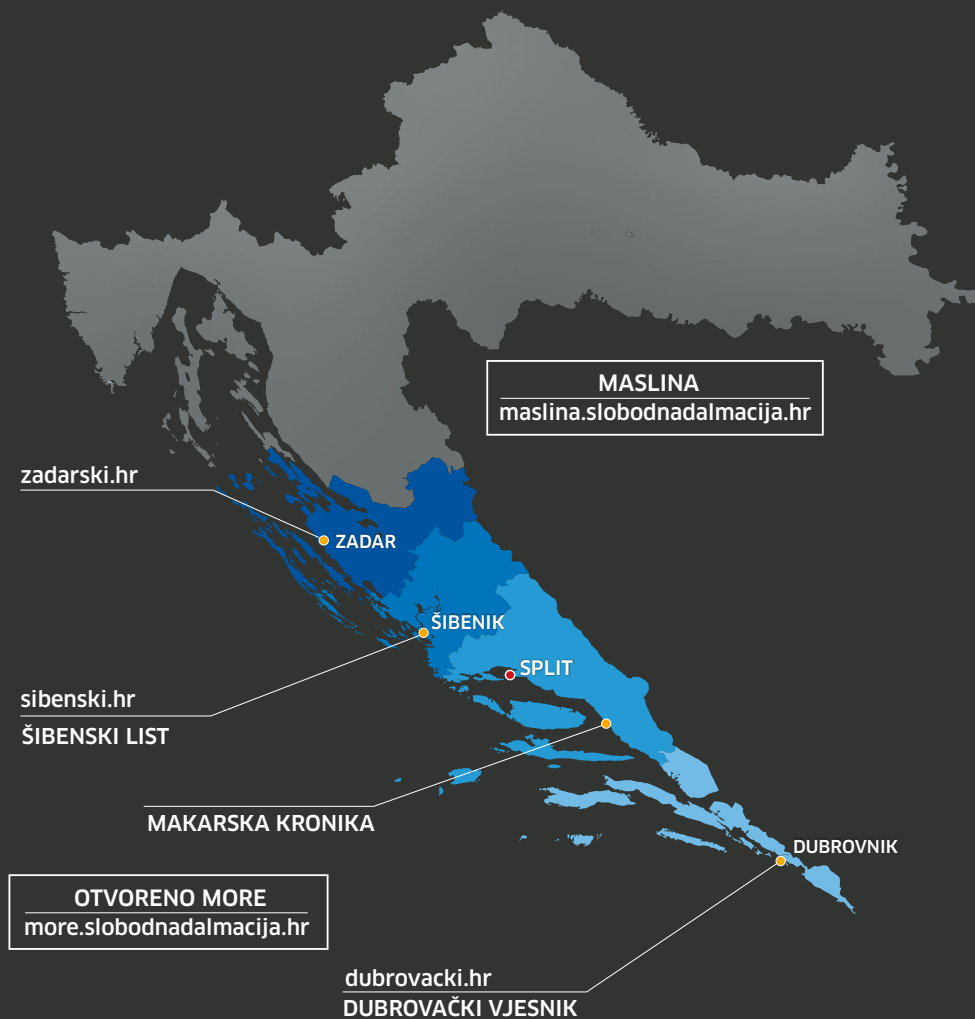 MASLINA
maslina.slobodnadalmacija.hr
zadarski.hr
ZADAR
ŠIBENIK
SPLIT
sibenski.hr
ŠIBENSKI LIST
MAKARSKA KRONIKA
DUBROVNIK
OTVORENO MORE
more.slobodnadalmacija.hr
dubrovacki.hr
DUBROVAČKI VJESNIK